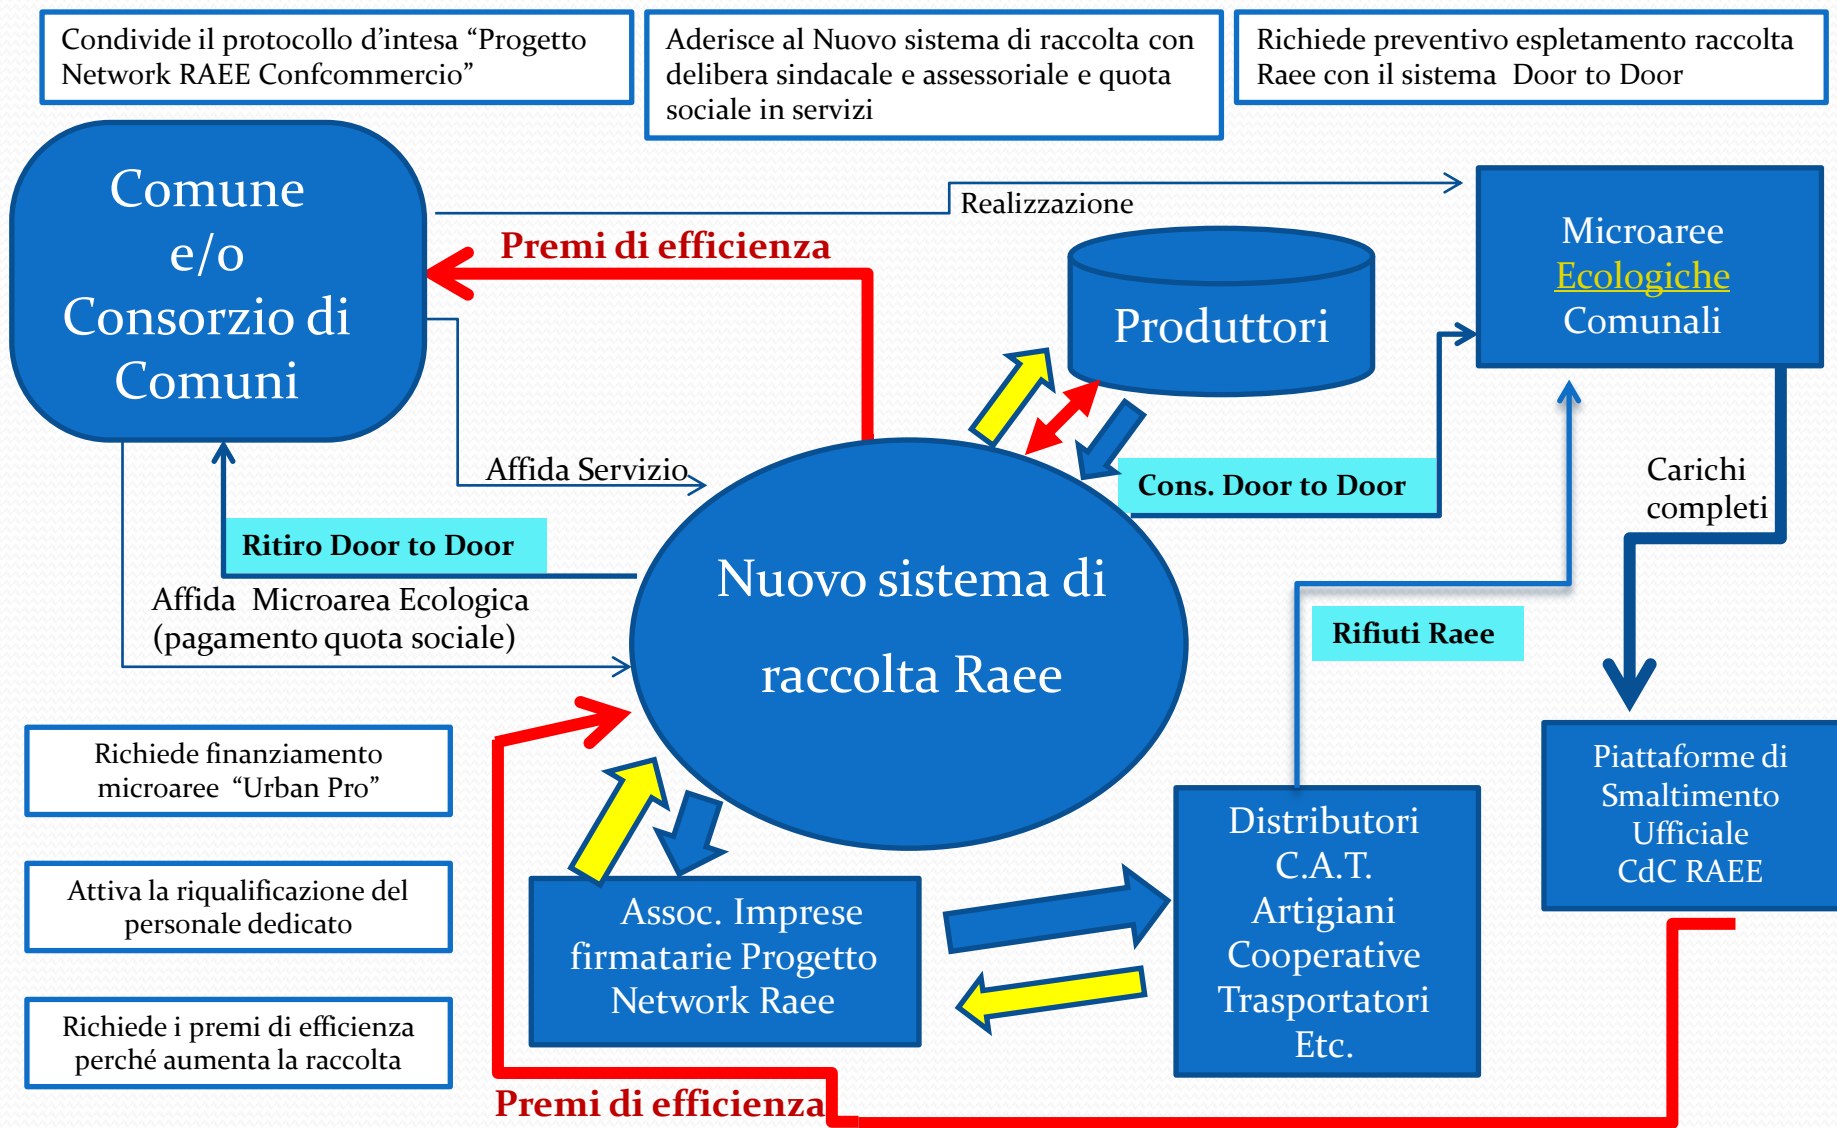 Condivide il protocollo d’intesa “Progetto
Network RAEE Confcommercio”
Aderisce al Nuovo sistema di raccolta con
delibera sindacale e assessoriale e quota
sociale in servizi
Richiede preventivo espletamento raccolta
Raee con il sistema  Door to Door
Comune
e/o
Consorzio di
Comuni
Realizzazione
Premi di efficienza
Produttori
Microaree
Ecologiche
Comunali
Affida Servizio
Cons. Door to Door
Carichi
completi
Ritiro Door to Door
Affida  Microarea Ecologica
(pagamento quota sociale)
Nuovo sistema di
raccolta Raee
Rifiuti Raee
Richiede finanziamento
microaree  “Urban Pro”
Attiva la riqualificazione del
personale dedicato
Richiede i premi di efficienza
perché aumenta la raccolta
Assoc. Imprese
firmatarie Progetto
Network Raee
Distributori
C.A.T.
Artigiani
Cooperative
Trasportatori
Etc.
Piattaforme di
Smaltimento
Ufficiale
CdC RAEE
Premi di efficienza